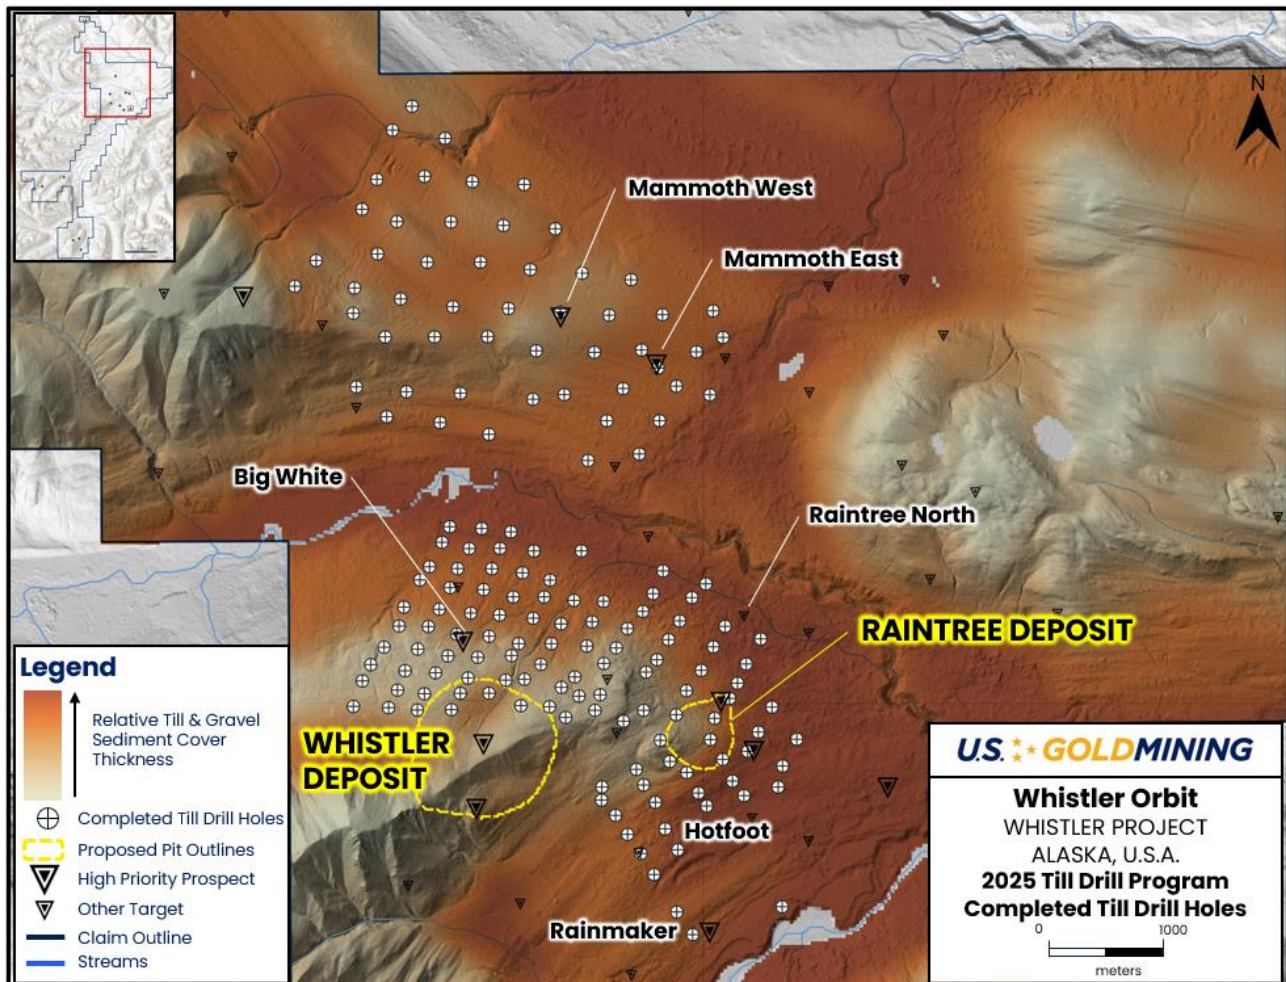 N
Mammoth West
Mammoth East
Big White
Raintree North
RAINTREE DEPOSIT
WHISTLER
DEPOSIT
Hotfoot
Rainmaker
Legend
Relative Till & Gravel
Sediment Cover
Thickness
Completed Till Drill Holes
Proposed Pit Outlines
High Priority Prospect
Other Target
Claim Outline
Streams
U.S. GOLDMINING
Whistler Orbit
WHISTLER PROJECT
ALASKA, U.S.A.
2025 Till Drill Program
Completed Till Drill Holes
0 1000
meters